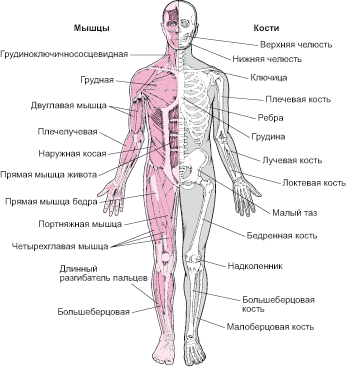 Мышцы
Грудиноключичнососцевидная
Грудная
Двуглавая мышца
Плечелучевая
Наружная косая
Прямая мышца живота
Прямая мышца бедра
Портняжная мышца
Четырехглавая мышца
Длинный
разгибатель пальцев
Большеберцовая
Кости
Верхняя челюсть
Нижняя челюсть
Ключица
Плечевая кость
Ребра
Грудина
Лучевая кость
Локтевая кость
Малый таз
Бедренная кость
Надколенник
Большеберцовая
кость
Малоберцовая кость